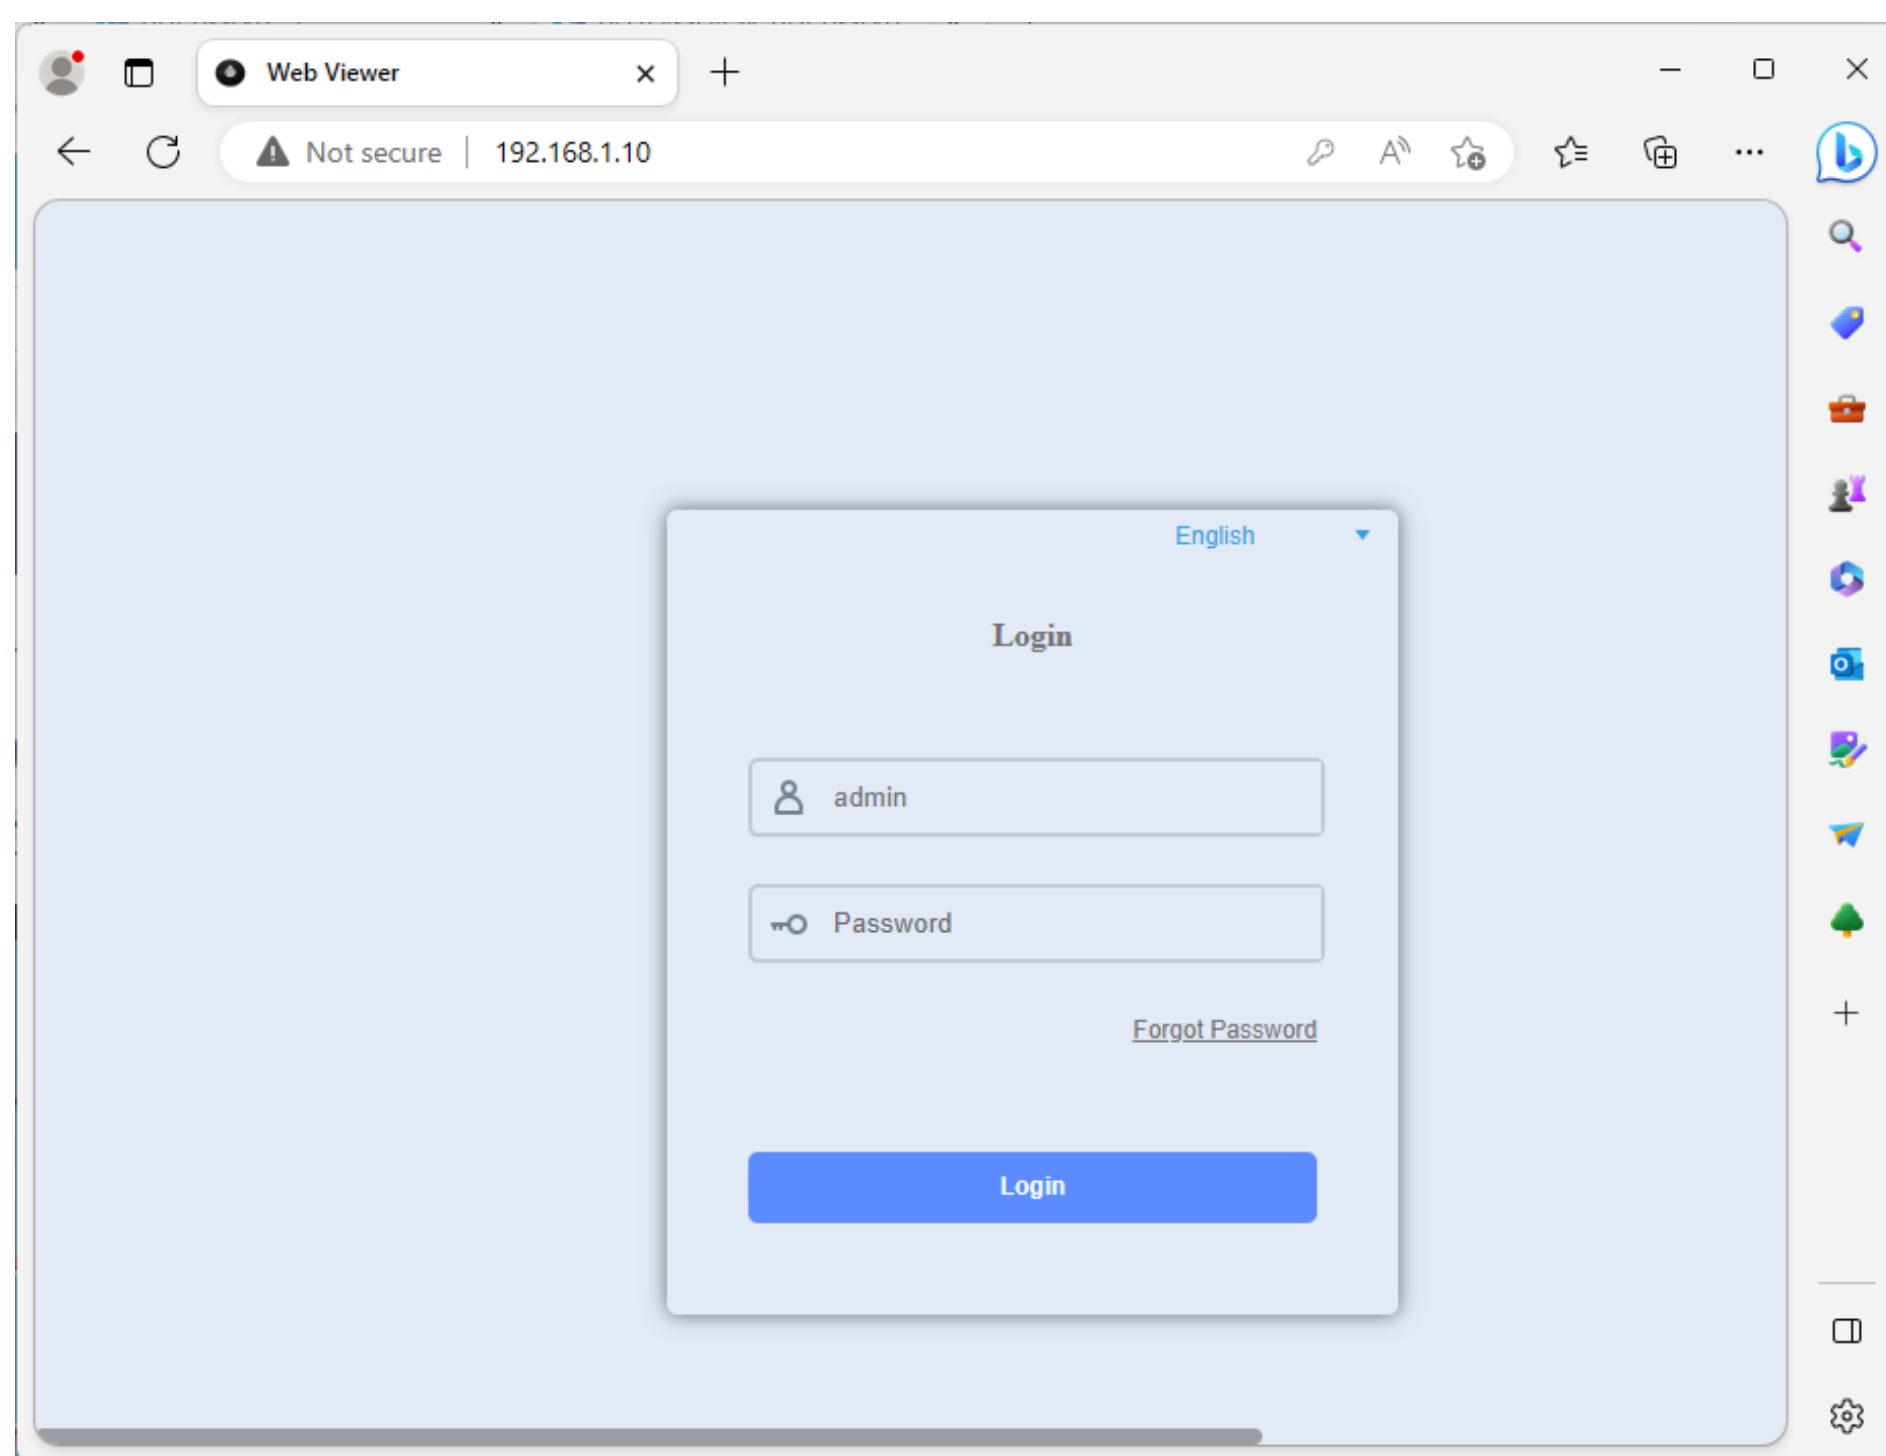 Web Viewer
Not secure
192.168.1.10
English
Login
admin
Password
Forgot Password
Login